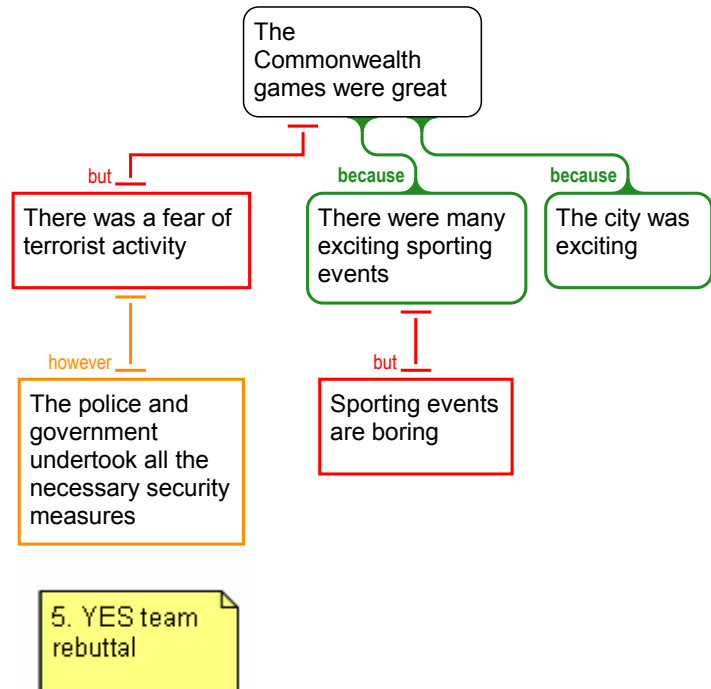 The
Commonwealth
games were great
but
because
because
There was a fear of
terrorist activity
There were many
exciting sporting
events
The city was
exciting
however
but
The police and
government
undertook all the
necessary security
measures
Sporting events
are boring
5. YES team
rebuttal